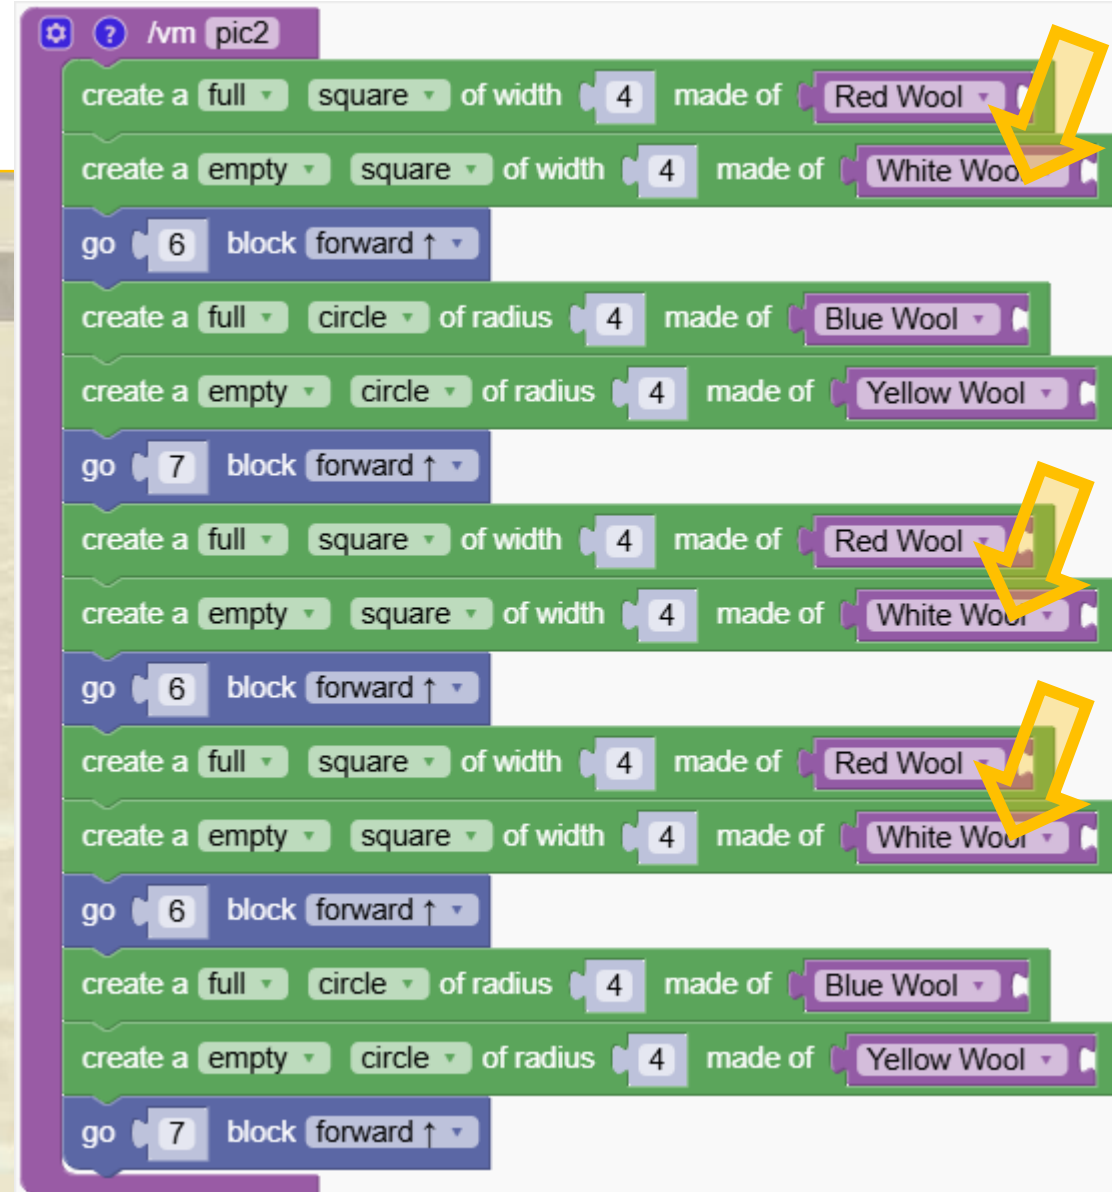 ? /vm pic2
create a full square of width 4 made of Red Wool
create a empty square of width 4 made of White Wool
go 6 block forward ↑
create a full circle of radius 4 made of Blue Wool
create a empty circle of radius 4 made of Yellow Wool
go 7 block forward ↑
create a full square of width 4 made of Red Wool
create a empty square of width 4 made of White Wool
go 6 block forward ↑
create a full square of width 4 made of Red Wool
create a empty square of width 4 made of White Wool
go 6 block forward ↑
create a full circle of radius 4 made of Blue Wool
create a empty circle of radius 4 made of Yellow Wool
go 7 block forward ↑